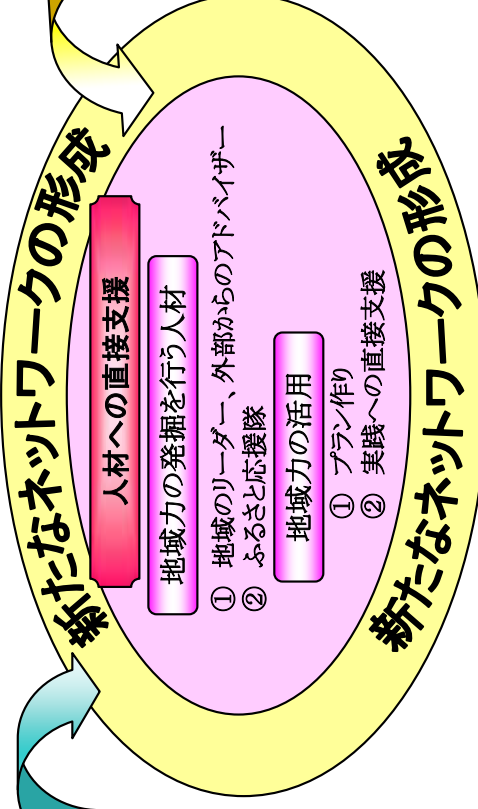 新たなネットワークの形成
人材への直接支援
地域力の発掘を行う人材
① 地域のリーダー、外部からのアドバイザー
② ふるさと応援隊
地域力の活用
① プラン作り
② 実践への直接支援
新たなネットワークの形成